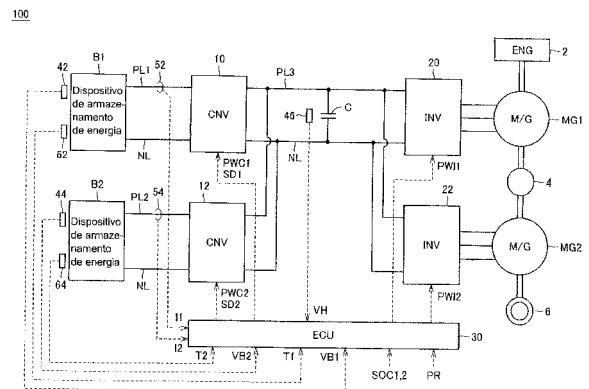 100
ENG 2
42 B1 PL1 52 10 PL3 20
Dispositivo de armaze-namento de energia
CNV
46 C
INV
M/G MG1
62 NL
NL
PWC1
SD1
PWI1
4
44 B2 PL2 54 12 22
Dispositivo de armaze-namento de energia
CNV
INV
M/G
MG2
64 NL
PWC2
SD2
VH
PWI2
6
I1
I2
ECU
30
T2 VB2 T1 VB1 SOC1,2 PR